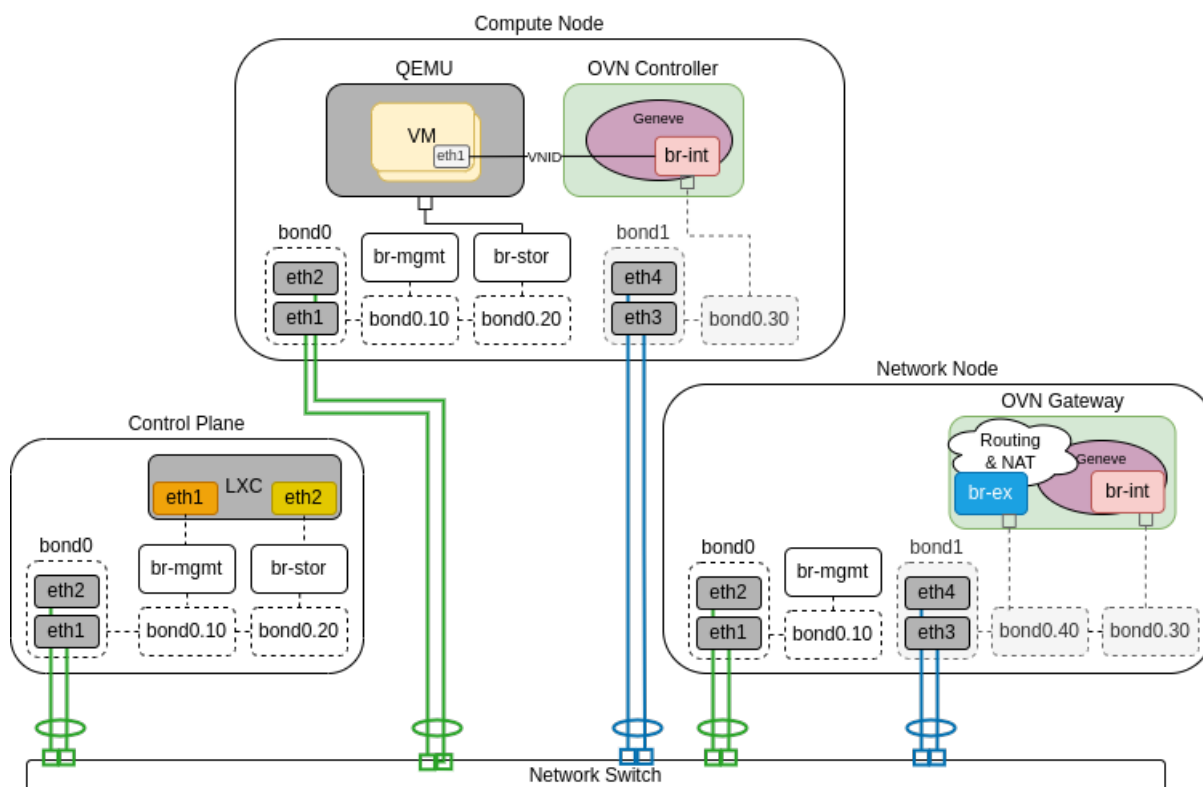 Compute Node
QEMU
OVN Controller
Geneve
VM
eth1
VNID
br-int
bond0
bond1
br-mgmt
br-stor
eth2
eth4
eth1
bond0.10
bond0.20
eth3
bond0.30
Network Node
OVN Gateway
Control Plane
Routing
& NAT
Geneve
LXC
eth1
eth2
br-ex
br-int
bond0
br-mgmt
br-stor
bond0
br-mgmt
bond1
eth2
eth2
eth4
eth1
bond0.10
bond0.20
eth1
bond0.10
eth3
bond0.40
bond0.30
Network Switch